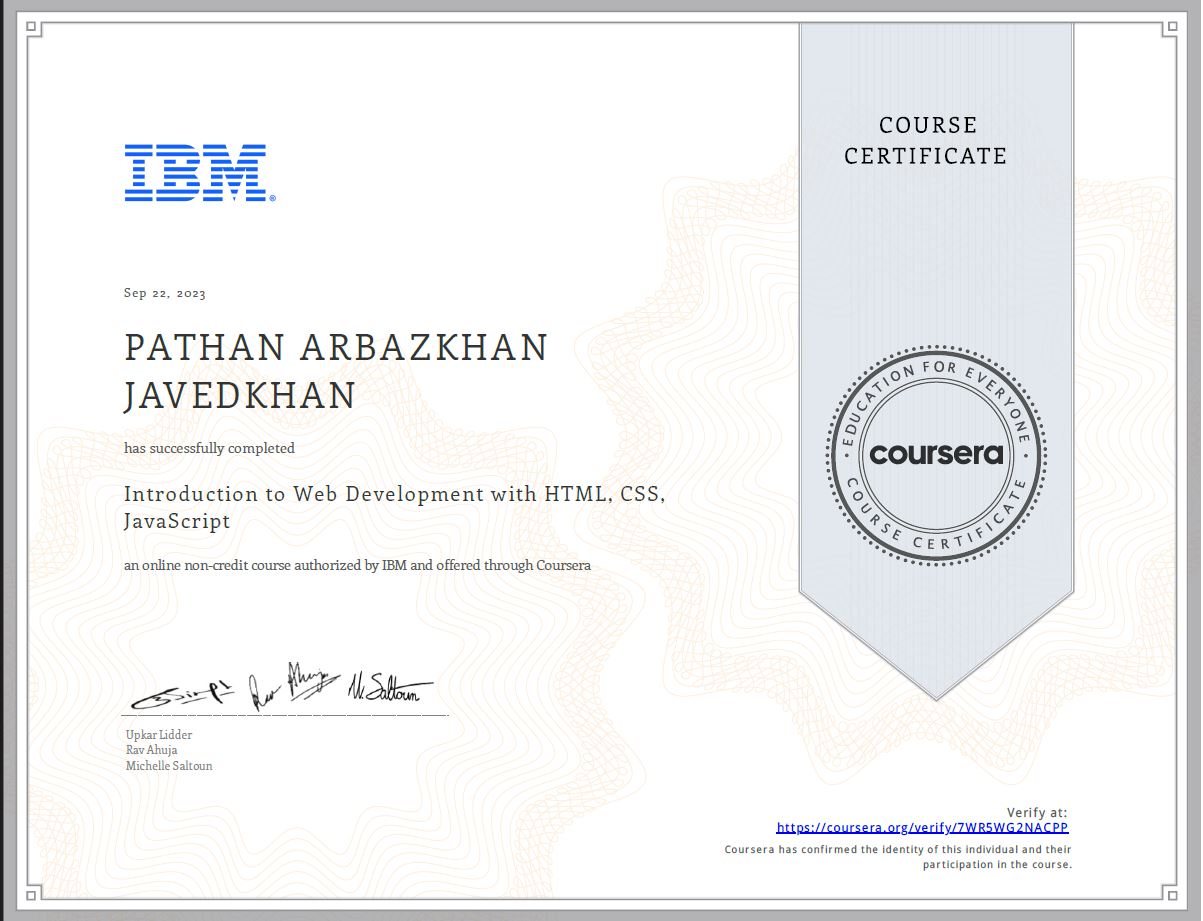 COURSE
CERTIFICATE
IBM®
Sep 22, 2023
PATHAN ARBAZKHAN
JAVEDKHAN
has successfully completed
Introduction to Web Development with HTML, CSS,
JavaScript
an online non-credit course authorized by IBM and offered through Coursera
EDUCATION FOR EVERYONE
coursera
COURSE CERTIFICATE
Rav Ahuja
M. Saltoun
Upkar Lidder
Rav Ahuja
Michelle Saltoun
Verify at:
https://coursera.org/verify/7WR5WG2NACPP
Coursera has confirmed the identity of this individual and their
participation in the course.